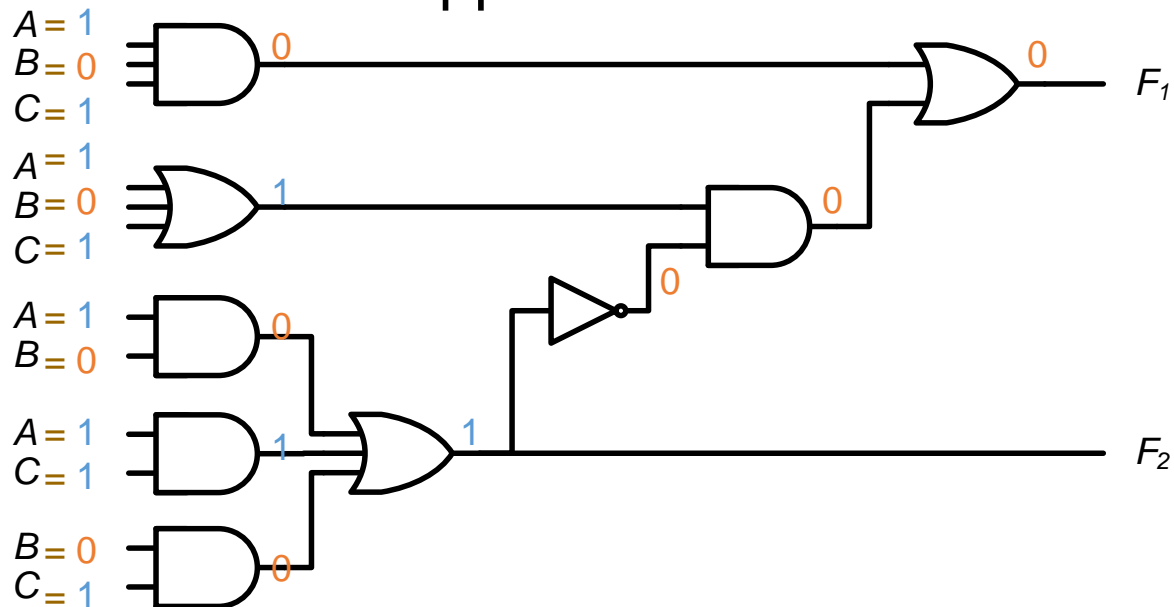 A = 1
0
0
B = 0
F1
C = 1
A = 1
B = 0
1
0
C = 1
0
A = 1
0
B = 0
A = 1
1
1
F2
C = 1
B = 0
0
C = 1